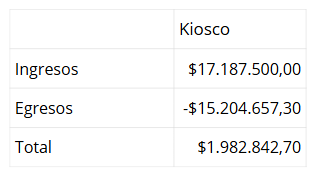 Kiosco
Ingresos $17.187.500,00
Egresos -$15.204.657,30
Total $1.982.842,70